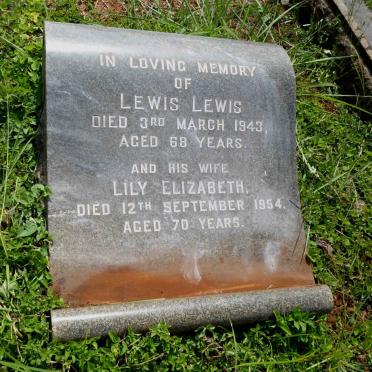 IN LOVING MEMORY
OF
LEWIS LEWIS
DIED 3RD MARCH 1943,
AGED 68 YEARS.
AND HIS WIFE
LILY ELIZABETH,
DIED 12TH SEPTEMBER 1954.
AGED 70 YEARS.